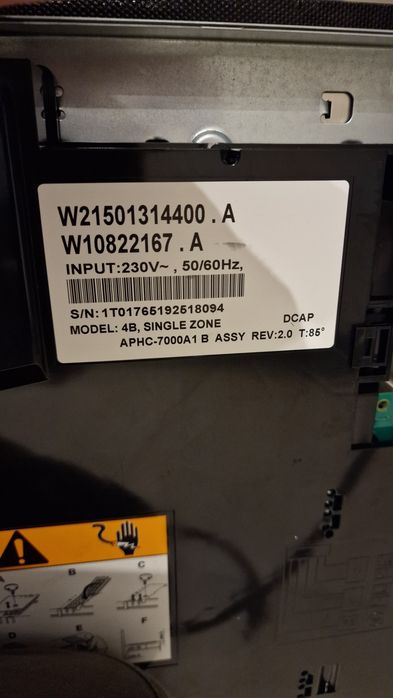 W21501314400 . A
W10822167 . A
INPUT:230V~ , 50/60Hz,
S/N: 1T01765192518094
DCAP
MODEL: 4B, SINGLE ZONE
APHC-7000A1 B ASSY REV:2.0 T:85°
B
C
D
E
F